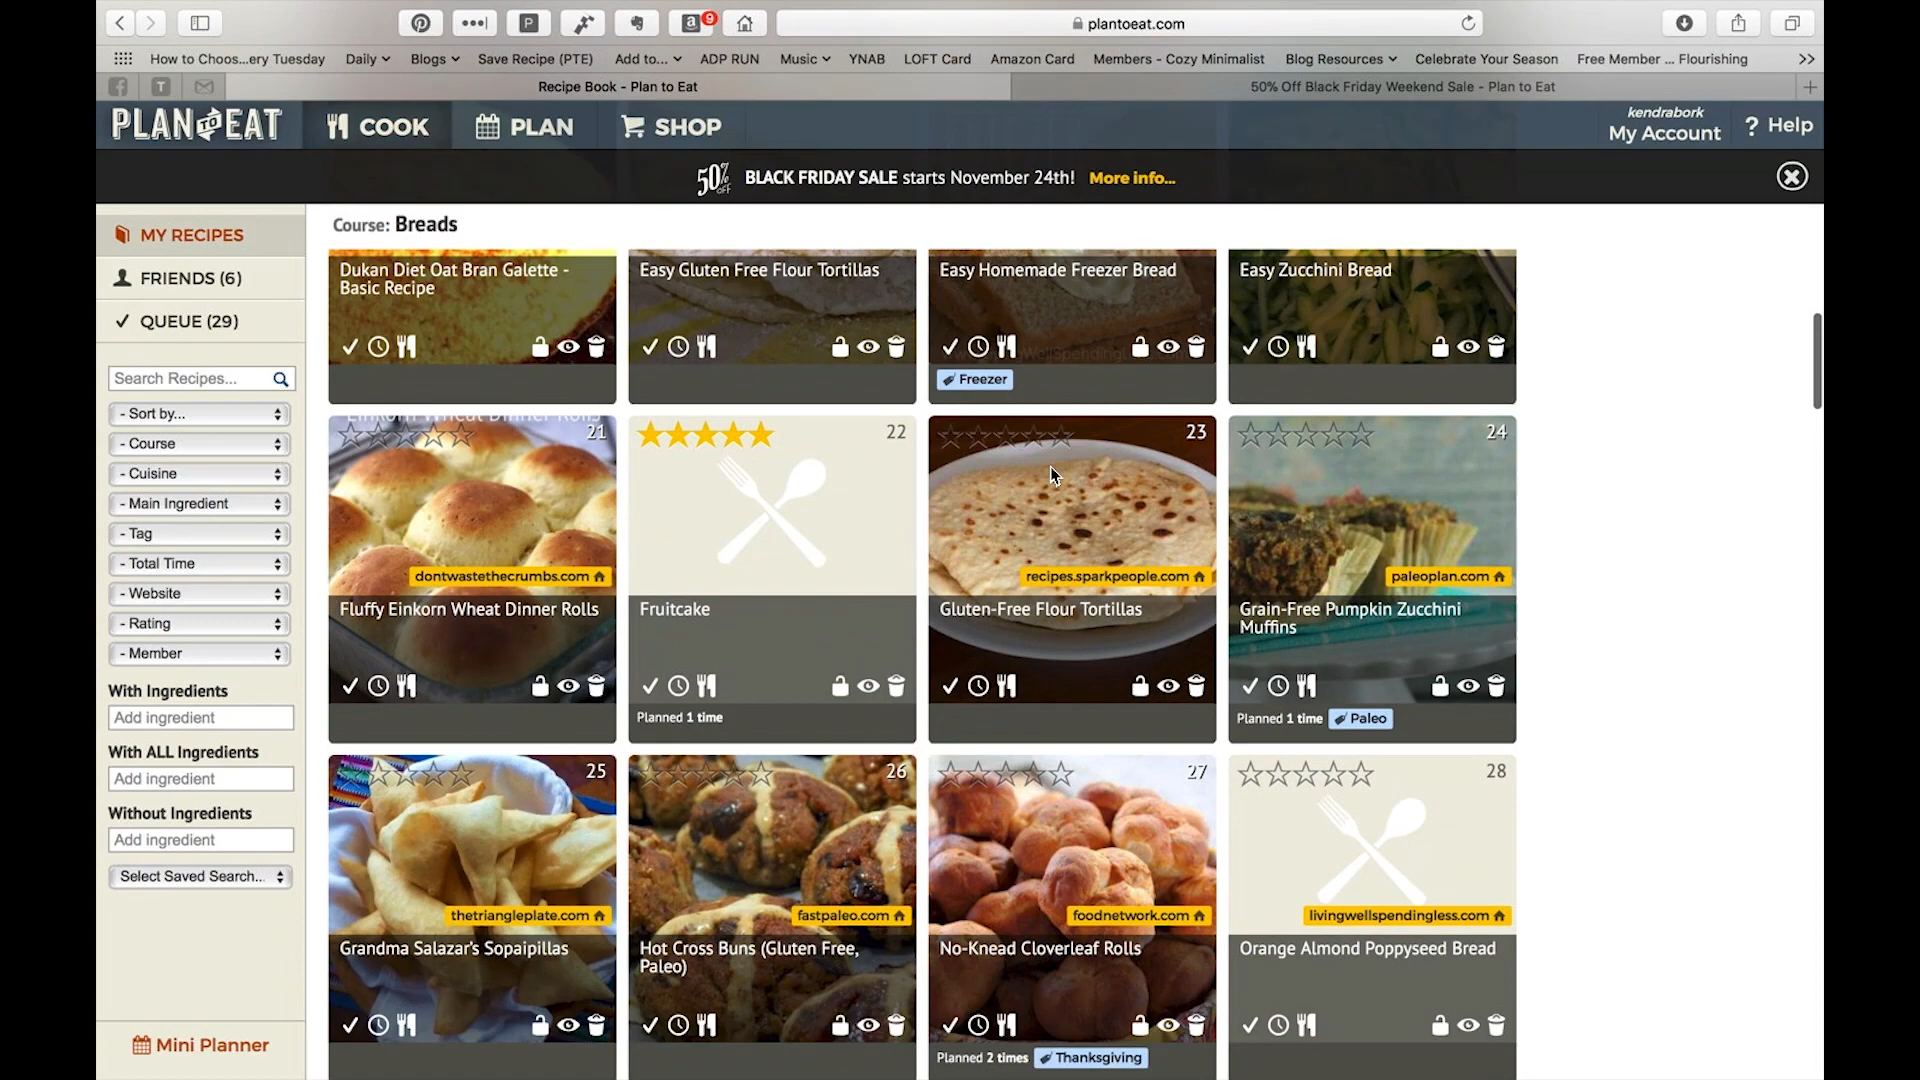 plantoeat.com
How to Choos...ery Tuesday Daily Blogs Save Recipe (PTE) Add to... ADP RUN Music YNAB LOFT Card Amazon Card Members - Cozy Minimalist Blog Resources Celebrate Your Season Free Member ... Flourishing
Recipe Book - Plan to Eat 50% Off Black Friday Weekend Sale - Plan to Eat
PLAN TO EAT COOK PLAN SHOP kendrabork
My Account ? Help
50% OFF BLACK FRIDAY SALE starts November 24th! More info...
MY RECIPES
FRIENDS (6)
QUEUE (29)
Search Recipes...
- Sort by...
- Course
- Cuisine
- Main Ingredient
- Tag
- Total Time
- Website
- Rating
- Member
With Ingredients
Add ingredient
With ALL Ingredients
Add ingredient
Without Ingredients
Add ingredient
Select Saved Search...
Mini Planner
Course: Breads
Dukan Diet Oat Bran Galette -
Basic Recipe
Easy Gluten Free Flour Tortillas
Easy Homemade Freezer Bread
Freezer
Easy Zucchini Bread
21
dontwastethecrumbs.com
Fluffy Einkorn Wheat Dinner Rolls
22
Fruitcake
Planned 1 time
23
recipes.sparkpeople.com
Gluten-Free Flour Tortillas
24
paleoplan.com
Grain-Free Pumpkin Zucchini
Muffins
Planned 1 time Paleo
25
thetriangleplate.com
Grandma Salazar's Sopaipillas
26
fastpaleo.com
Hot Cross Buns (Gluten Free,
Paleo)
27
foodnetwork.com
No-Knead Cloverleaf Rolls
Planned 2 times Thanksgiving
28
livingwellspendingless.com
Orange Almond Poppyseed Bread